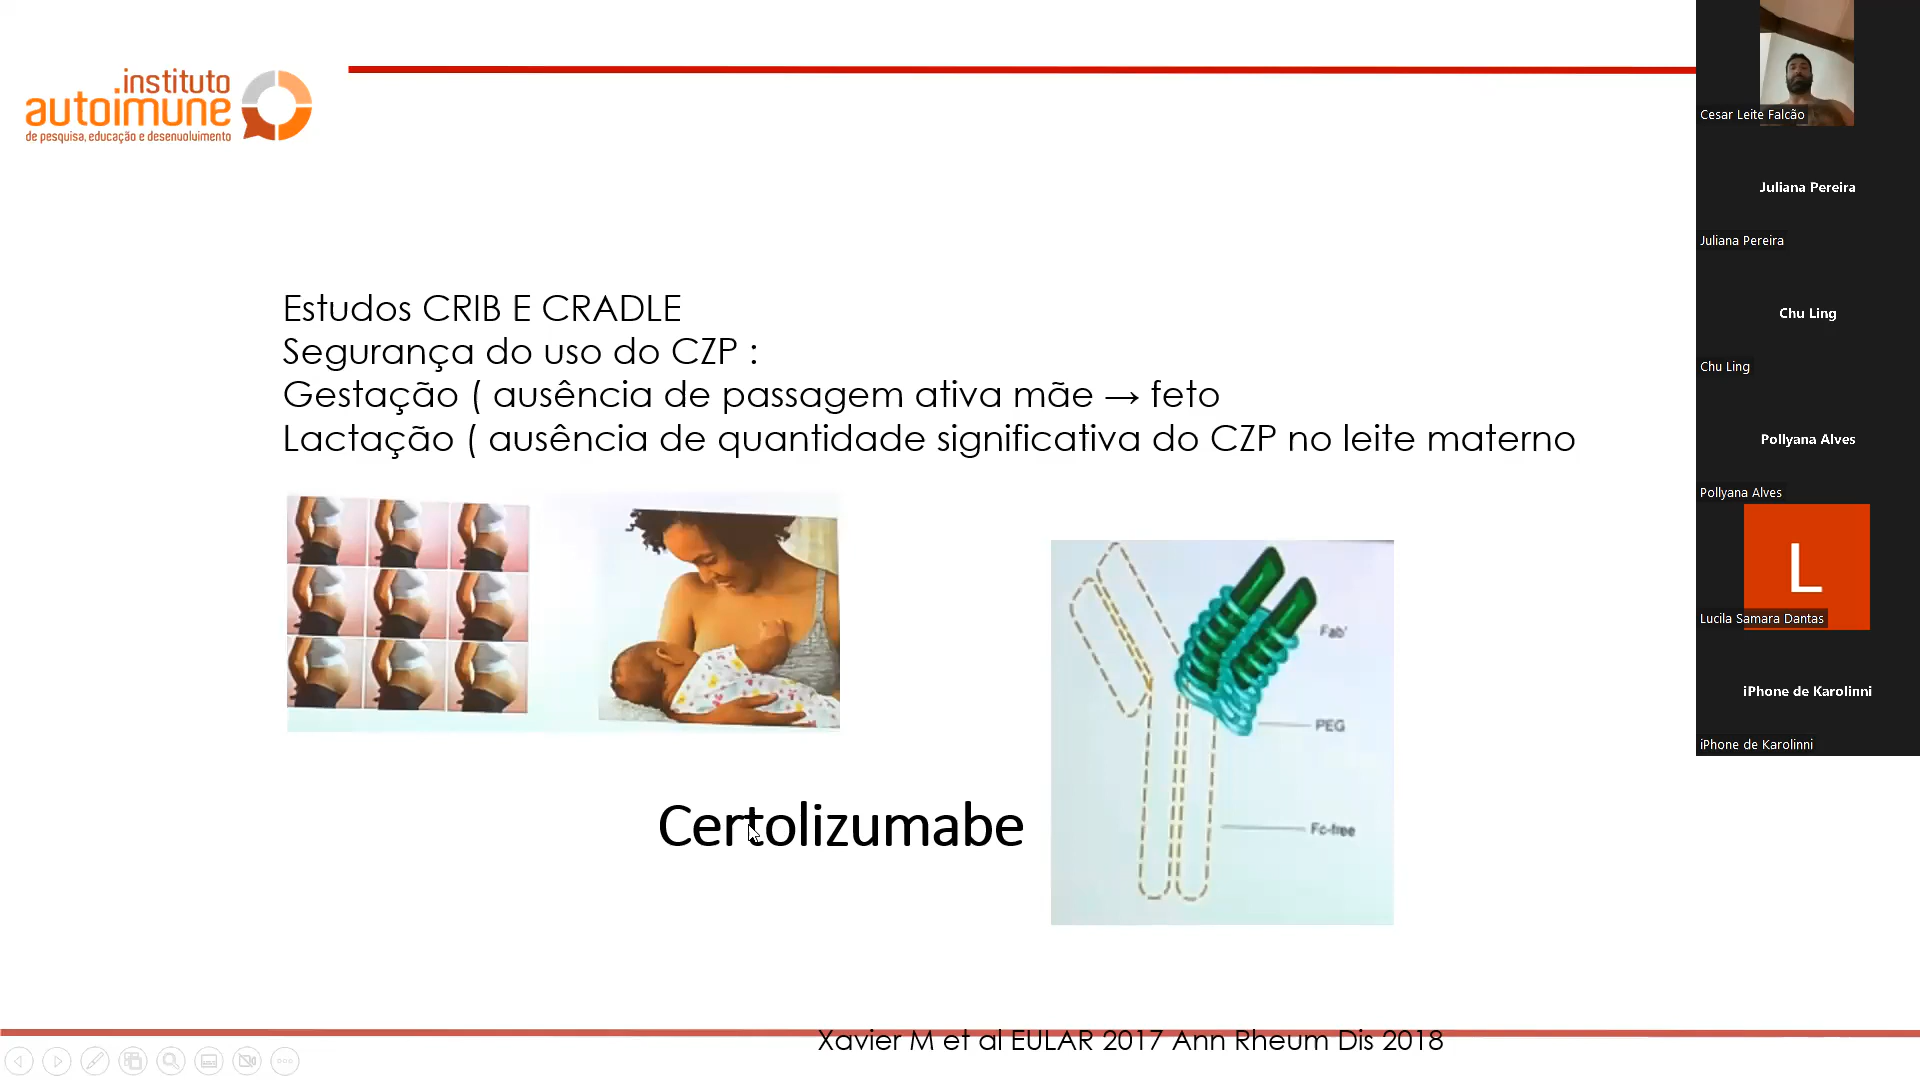 instituto
autoimune
de pesquisa, educação e desenvoluimento
Estudos CRIB E CRADLE
Segurança do uso do CZP :
Gestação ( ausência de passagem ativa mãe → feto
Lactação ( ausência de quantidade significativa do CZP no leite materno
Fab'
PEG
Fc-free
Certolizumabe
Xavier M et al EULAR 2017 Ann Rheum Dis 2018
Cesar Leite Falcão
Juliana Pereira
Juliana Pereira
Chu Ling
Chu Ling
Pollyana Alves
Pollyana Alves
L
Lucila Samara Dantas
iPhone de Karolinni
iPhone de Karolinni